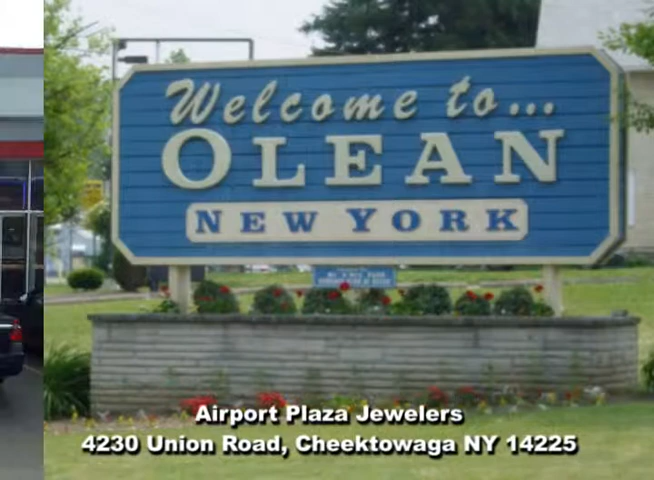 Welcome to...
OLEAN
NEW YORK
Airport Plaza Jewelers
4230 Union Road, Cheektowaga NY 14225